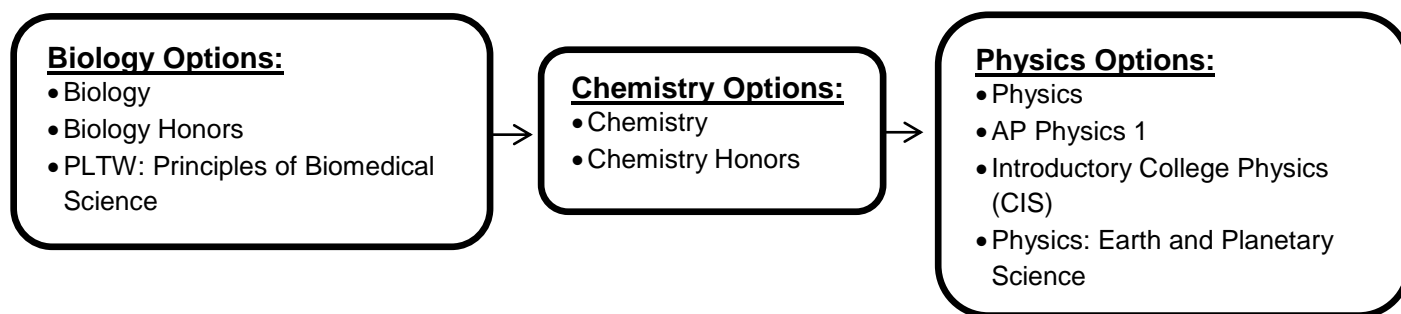 Biology Options:
• Biology
• Biology Honors
• PLTW: Principles of Biomedical
Science
Chemistry Options:
• Chemistry
• Chemistry Honors
Physics Options:
• Physics
• AP Physics 1
• Introductory College Physics
(CIS)
• Physics: Earth and Planetary
Science